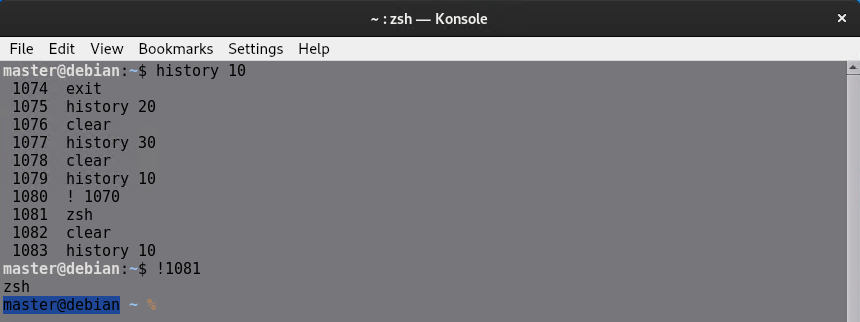 ~ : zsh — Konsole
File Edit View Bookmarks Settings Help
master@debian:~$ history 10
 1074  exit
 1075  history 20
 1076  clear
 1077  history 30
 1078  clear
 1079  history 10
 1080  ! 1070
 1081  zsh
 1082  clear
 1083  history 10
master@debian:~$ !1081
zsh
master@debian ~ %